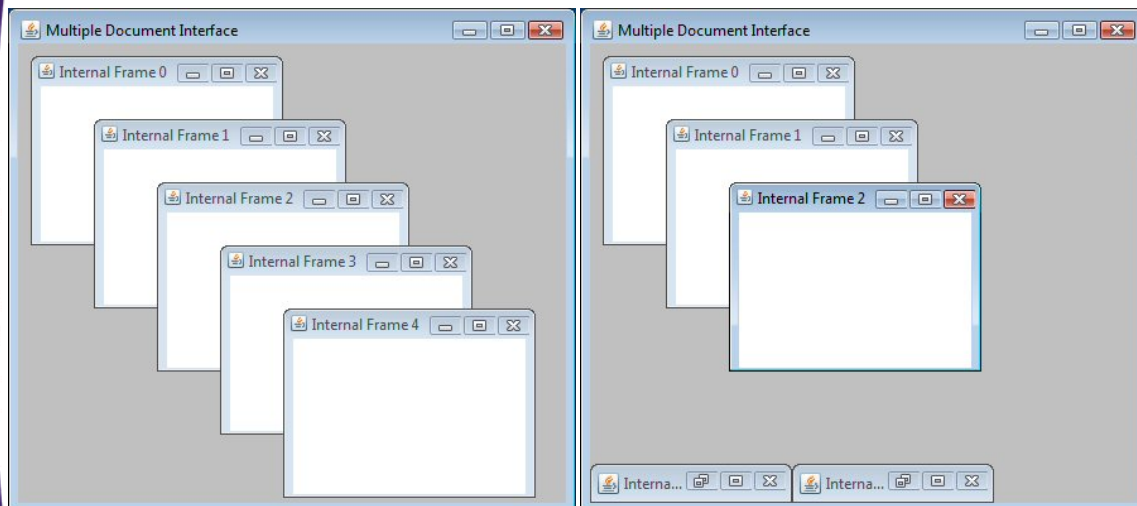 Multiple Document Interface
Internal Frame 0
Internal Frame 1
Internal Frame 2
Internal Frame 3
Internal Frame 4
Multiple Document Interface
Internal Frame 0
Internal Frame 1
Internal Frame 2
Interna...
Interna...